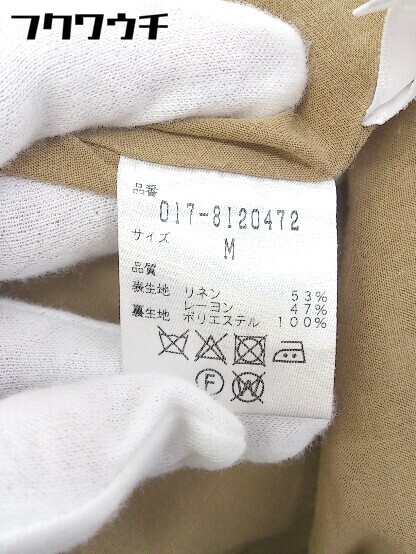 フクワウチ
品番
017-8120472
サイズ
M
品質
表生地 リネン 53%
レーヨン 47%
裏生地 ポリエステル 100%
F W